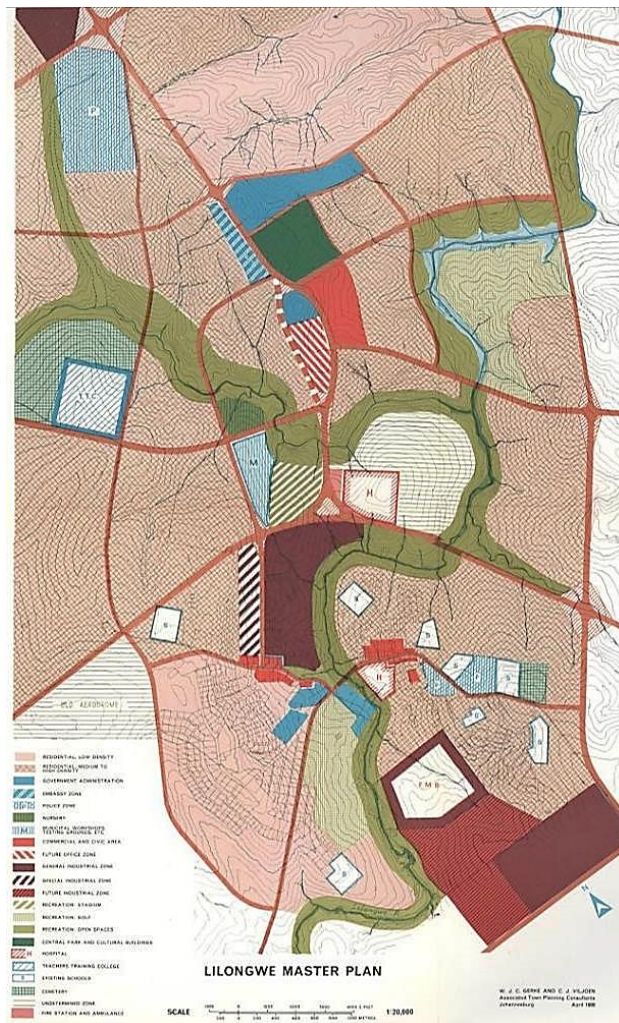 P
T.T.C.
M
H
S
S
S
OLD AERODROME
H
S
P
S
S
S
F.M.B.
S
RESIDENTIAL, LOW DENSITY
RESIDENTIAL, MEDIUM TO
HIGH DENSITY
GOVERNMENT ADMINISTRATION
EMBASSY ZONE
POLICE ZONE
NURSERY
M
MUNICIPAL WORKSHOPS
TESTING GROUNDS, ETC.
COMMERCIAL AND CIVIC AREA
FUTURE OFFICE ZONE
GENERAL INDUSTRIAL ZONE
SPECIAL INDUSTRIAL ZONE
FUTURE INDUSTRIAL ZONE
RECREATION: STADIUM
RECREATION: GOLF
RECREATION: OPEN SPACES
CENTRAL PARK AND CULTURAL BUILDINGS
H
HOSPITAL
TEACHERS TRAINING COLLEGE
S
EXISTING SCHOOLS
CEMETERY
UNDETERMINED ZONE
FIRE STATION AND AMBULANCE
N
LILONGWE MASTER PLAN
SCALE
1:20,000
W. J. C. GERKE AND C. J. VILJOEN
Associated Town Planning Consultants
Johannesburg
April